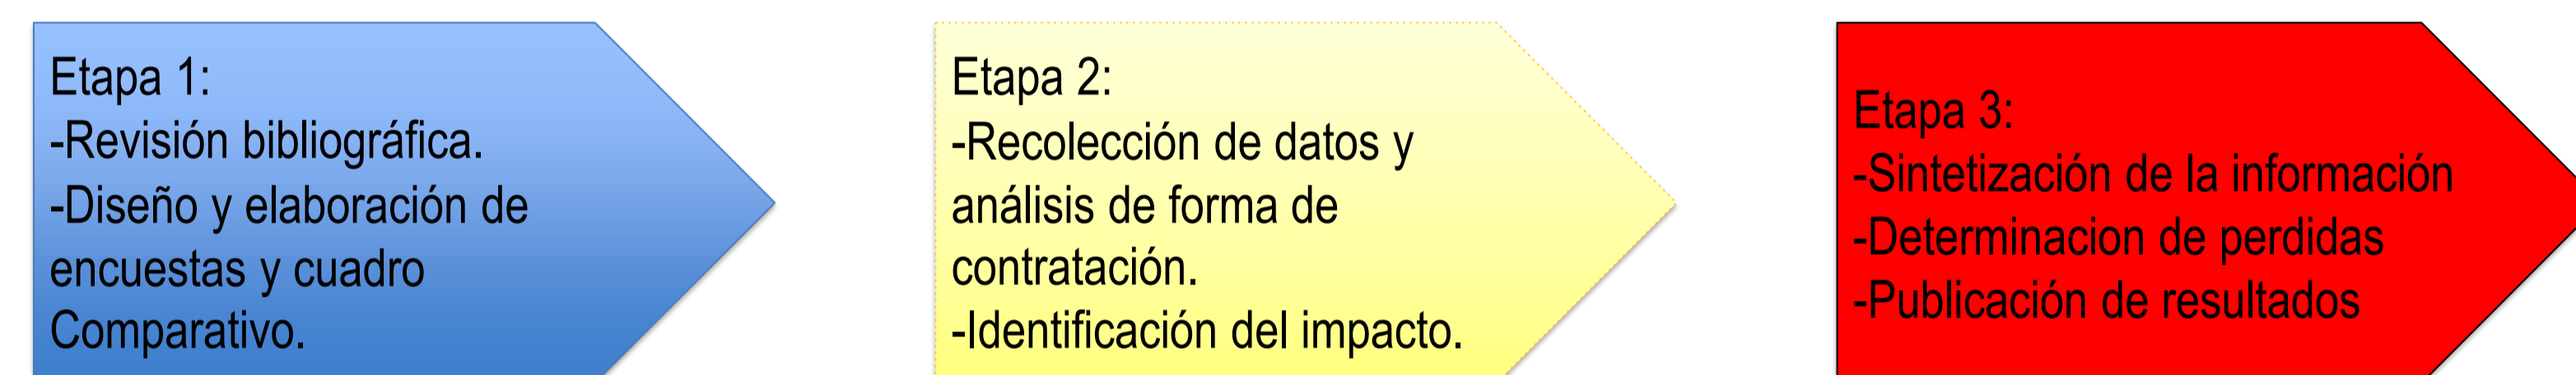 Etapa 1:
-Revisión bibliográfica.
-Diseño y elaboración de
encuestas y cuadro
Comparativo.
Etapa 2:
-Recolección de datos y
análisis de forma de
contratación.
-Identificación del impacto.
Etapa 3:
-Sintetización de la información
-Determinacion de perdidas
-Publicación de resultados